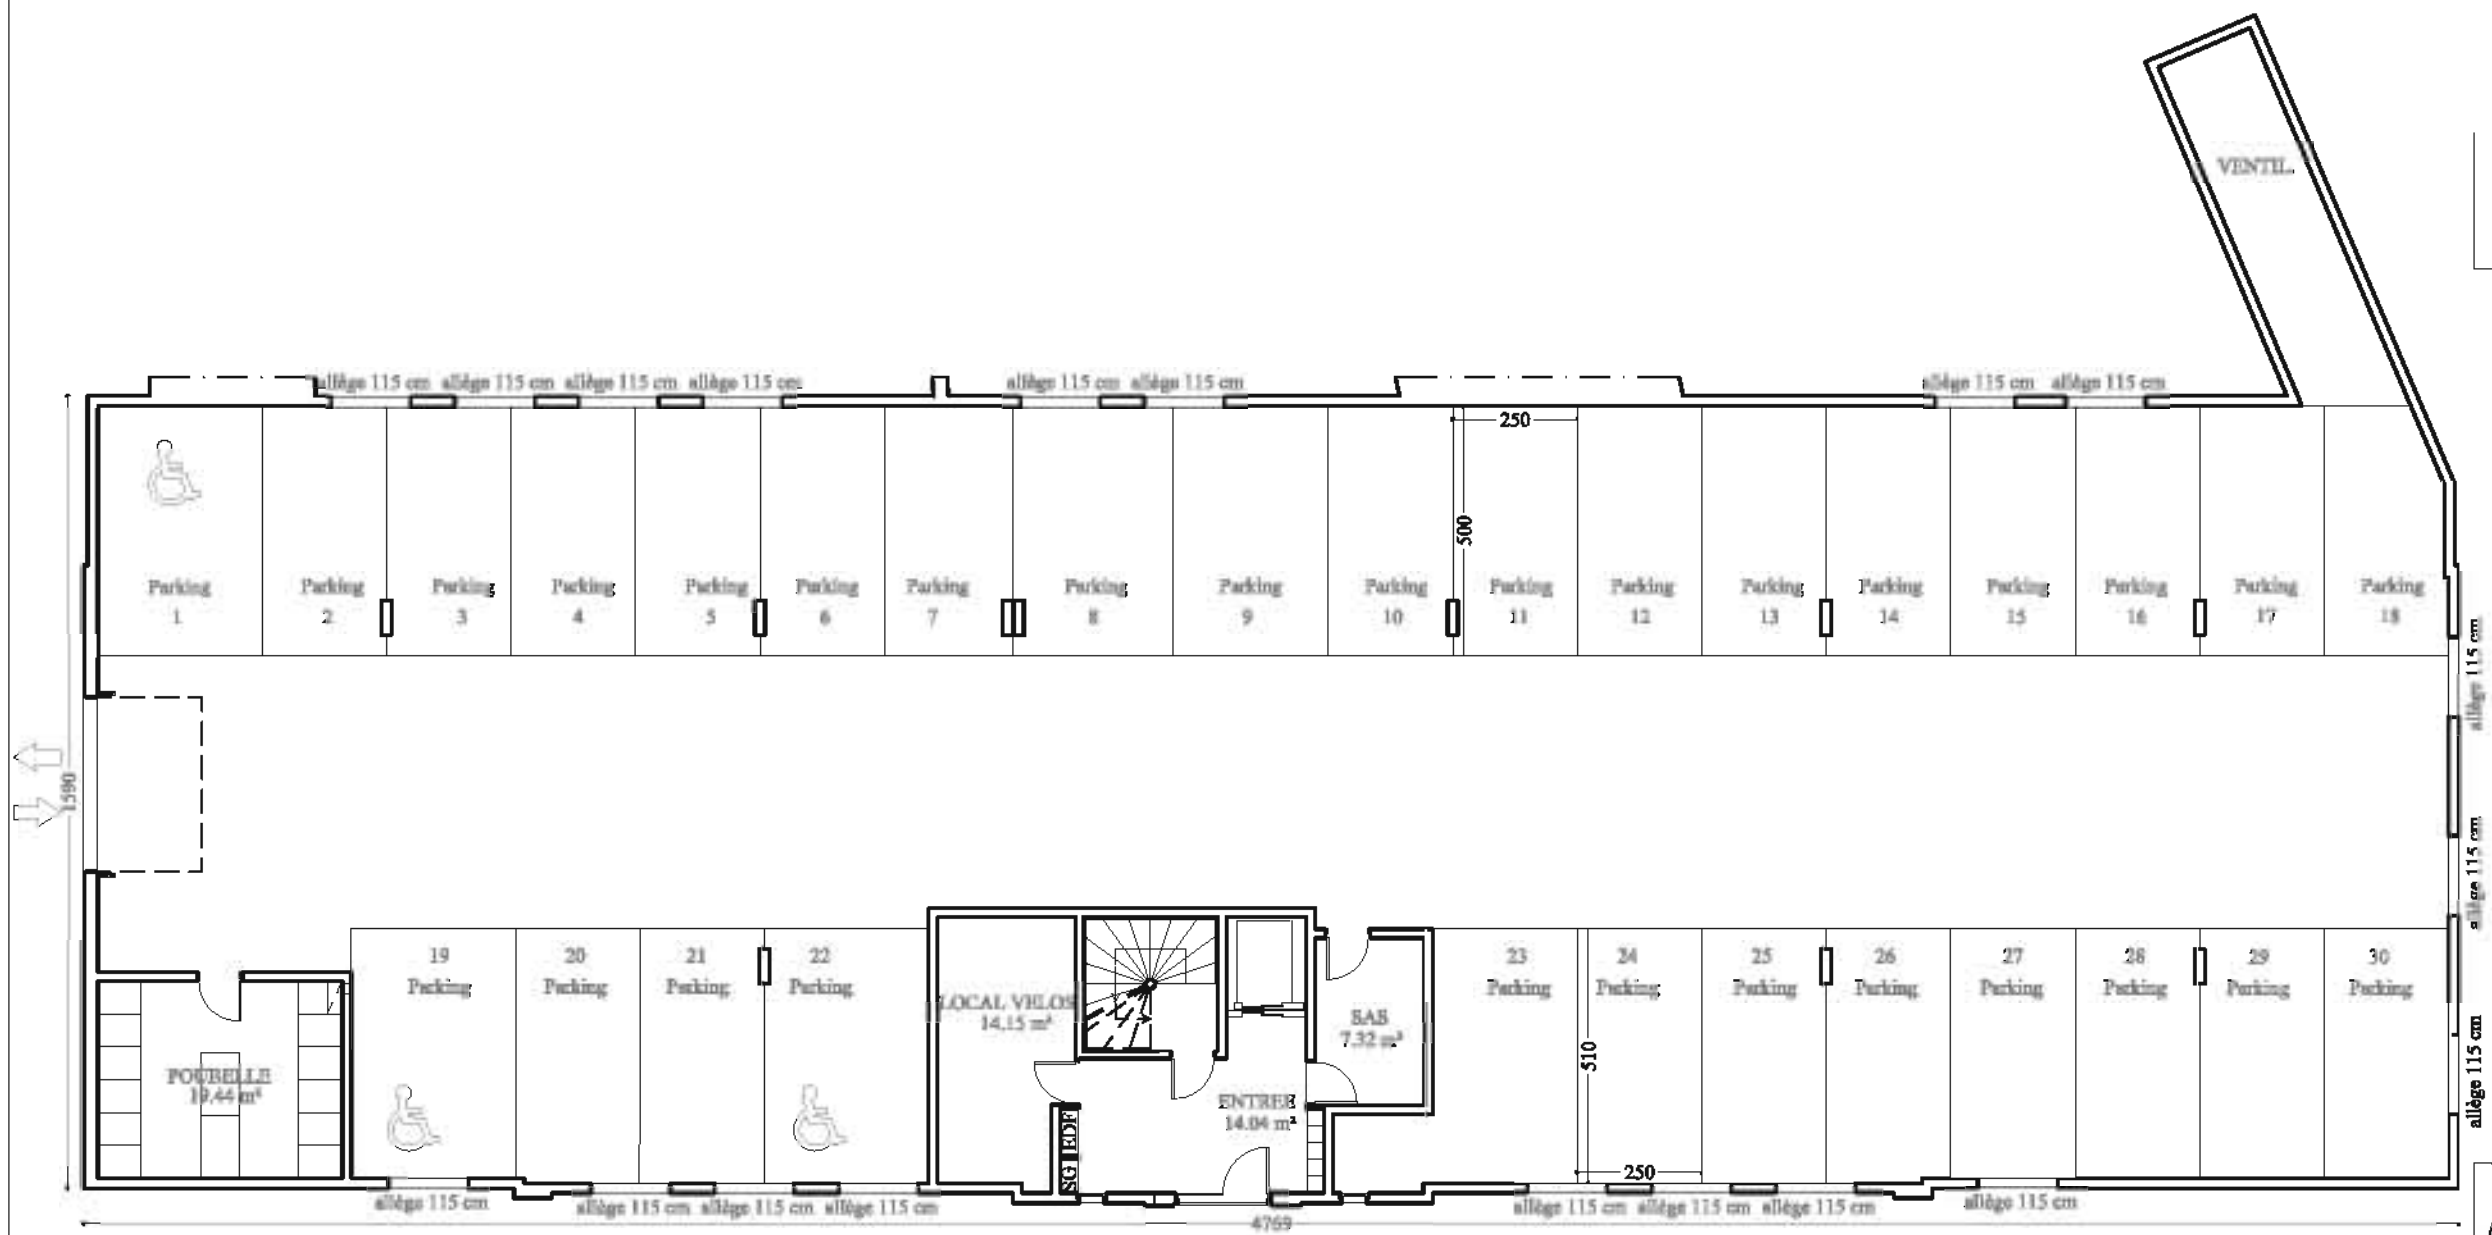 VENTIL.
allège 115 cm allège 115 cm allège 115 cm allège 115 cm
allège 115 cm allège 115 cm
allège 115 cm allège 115 cm
250
500
Parking
1
Parking
2
Parking
3
Parking
4
Parking
5
Parking
6
Parking
7
Parking
8
Parking
9
Parking
10
Parking
11
Parking
12
Parking
13
Parking
14
Parking
15
Parking
16
Parking
17
Parking
18
allège 115 cm
allège 115 cm
allège 115 cm
1590
19
Parking
20
Parking
21
Parking
22
Parking
LOCAL VELOS
14.15 m²
SAS
7.32 m²
23
Parking
24
Parking
25
Parking
26
Parking
27
Parking
28
Parking
29
Parking
30
Parking
510
POUBELLE
19.44 m²
ENTREE
14.04 m²
SG EDF
250
allège 115 cm
allège 115 cm allège 115 cm allège 115 cm
allège 115 cm allège 115 cm allège 115 cm
allège 115 cm
4769